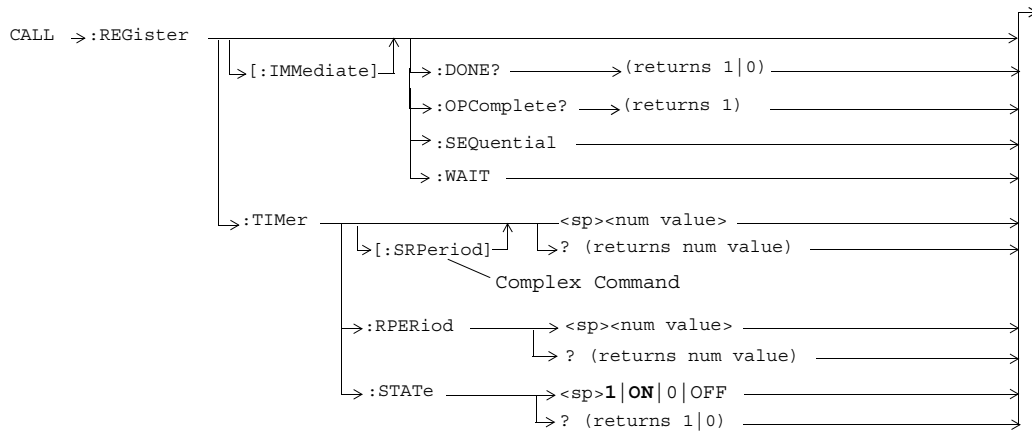 CALL :REGister
[:IMMediate]
:DONE? (returns 1|0)
:OPComplete? (returns 1)
:SEQuential
:WAIT
:TIMer <sp><num value>
[:SRPeriod] ? (returns num value)
Complex Command
:RPERiod <sp><num value>
? (returns num value)
:STATe <sp>1|ON|0|OFF
? (returns 1|0)